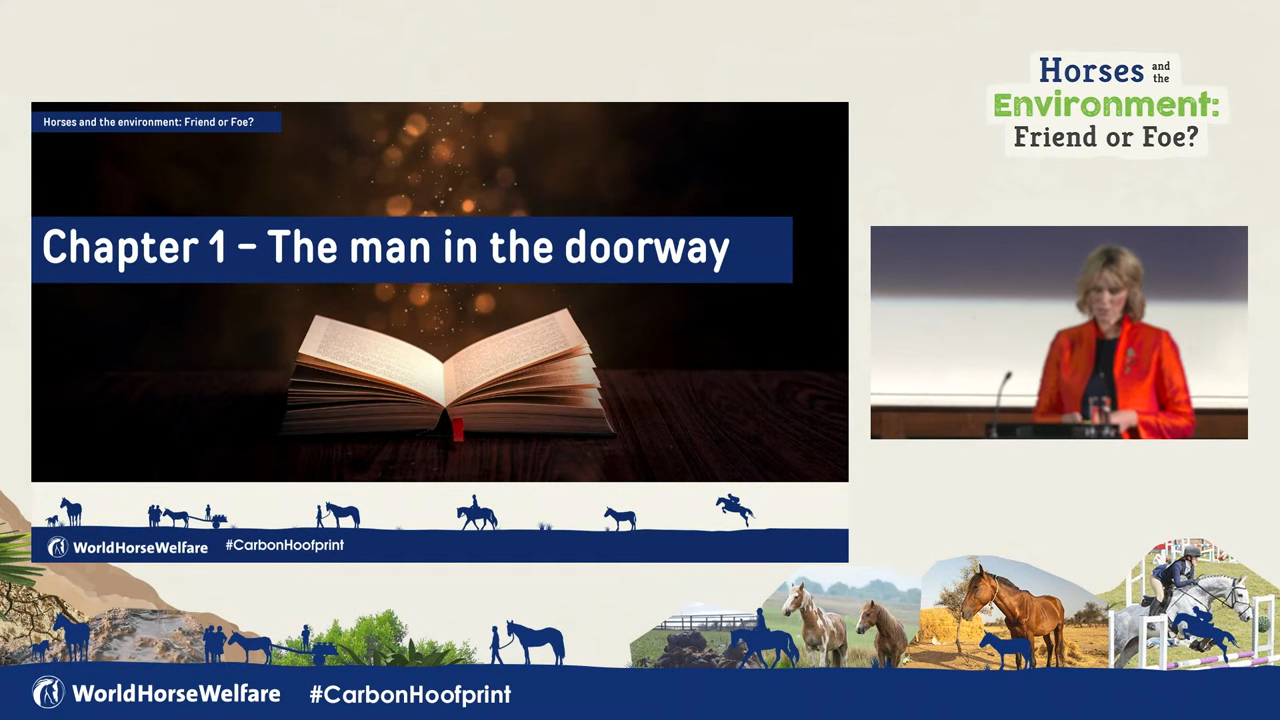 Horses and the
Environment:
Friend or Foe?
Horses and the environment: Friend or Foe?
Chapter 1 – The man in the doorway
WorldHorseWelfare #CarbonHoofprint
WorldHorseWelfare #CarbonHoofprint